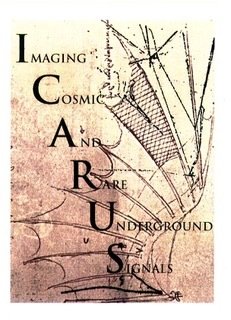 IMAGING
COSMIC
AND
RARE
UNDERGROUND
SIGNALS